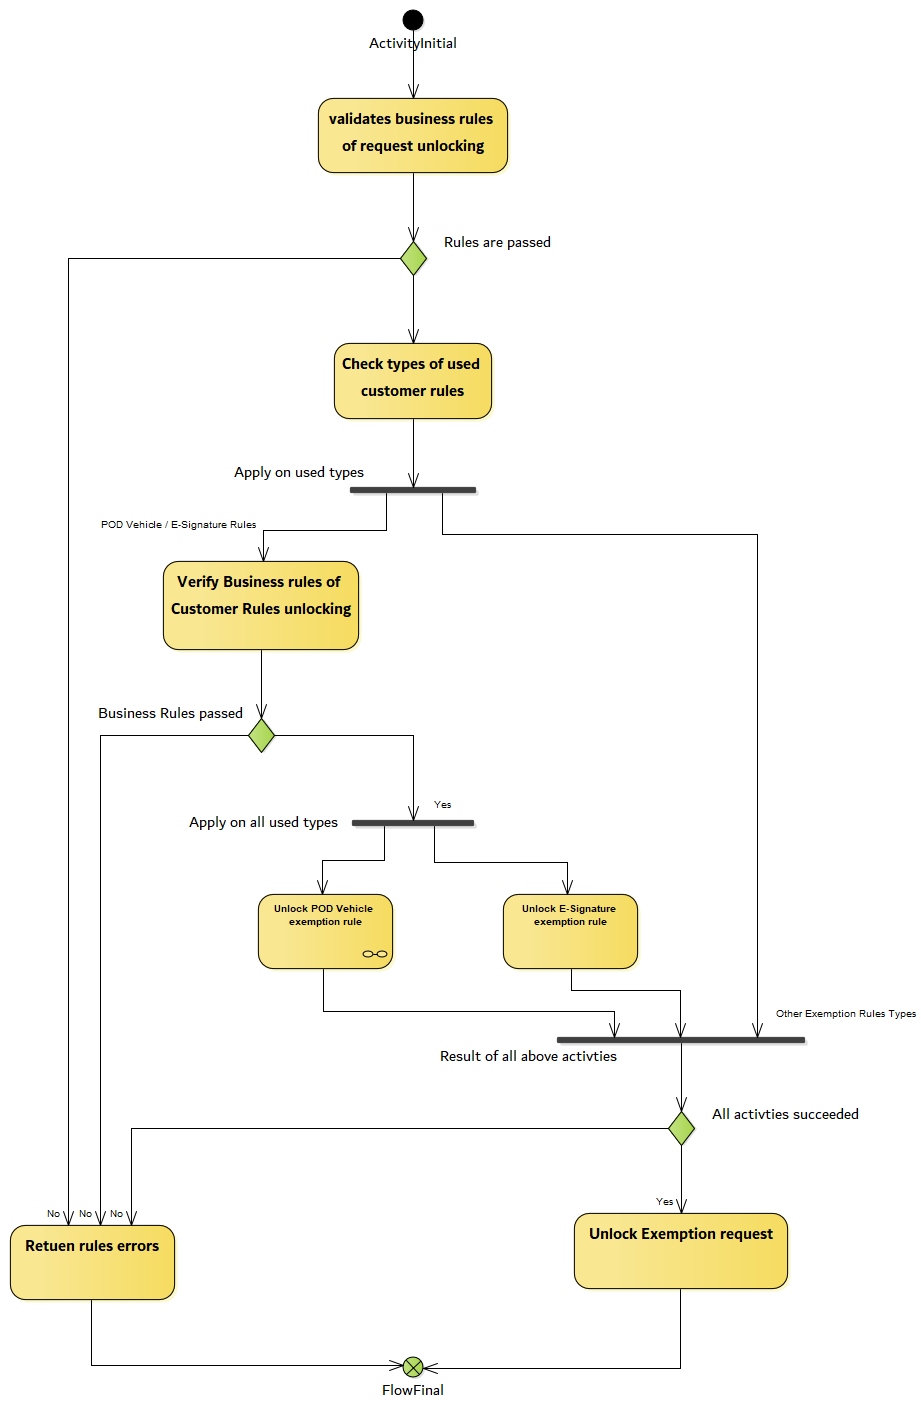 ActivityInitial
validates business rules
of request unlocking
Rules are passed
Check types of used
customer rules
Apply on used types
POD Vehicle / E-Signature Rules
Verify Business rules of
Customer Rules unlocking
Business Rules passed
Yes
Apply on all used types
Unlock POD Vehicle
exemption rule
Unlock E-Signature
exemption rule
Other Exemption Rules Types
Result of all above activties
All activties succeeded
Yes
No
No
No
Retuen rules errors
Unlock Exemption request
FlowFinal